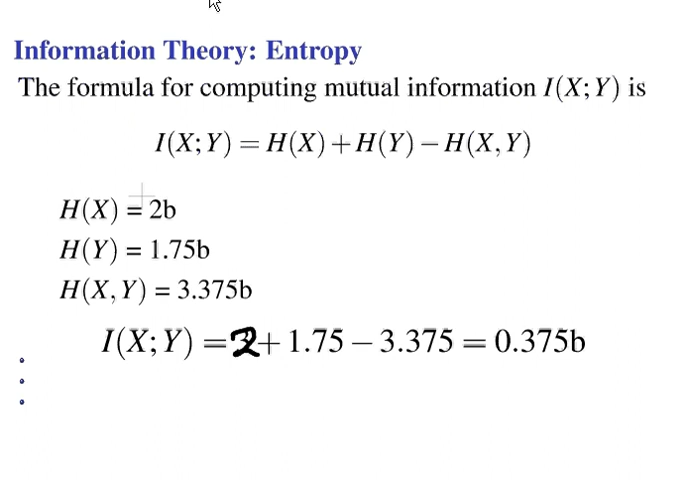 Information Theory: Entropy
The formula for computing mutual information I(X;Y) is
I(X;Y) = H(X) + H(Y) − H(X,Y)
H(X) = 2b
H(Y) = 1.75b
H(X,Y) = 3.375b
I(X;Y) = 2 + 1.75 − 3.375 = 0.375b